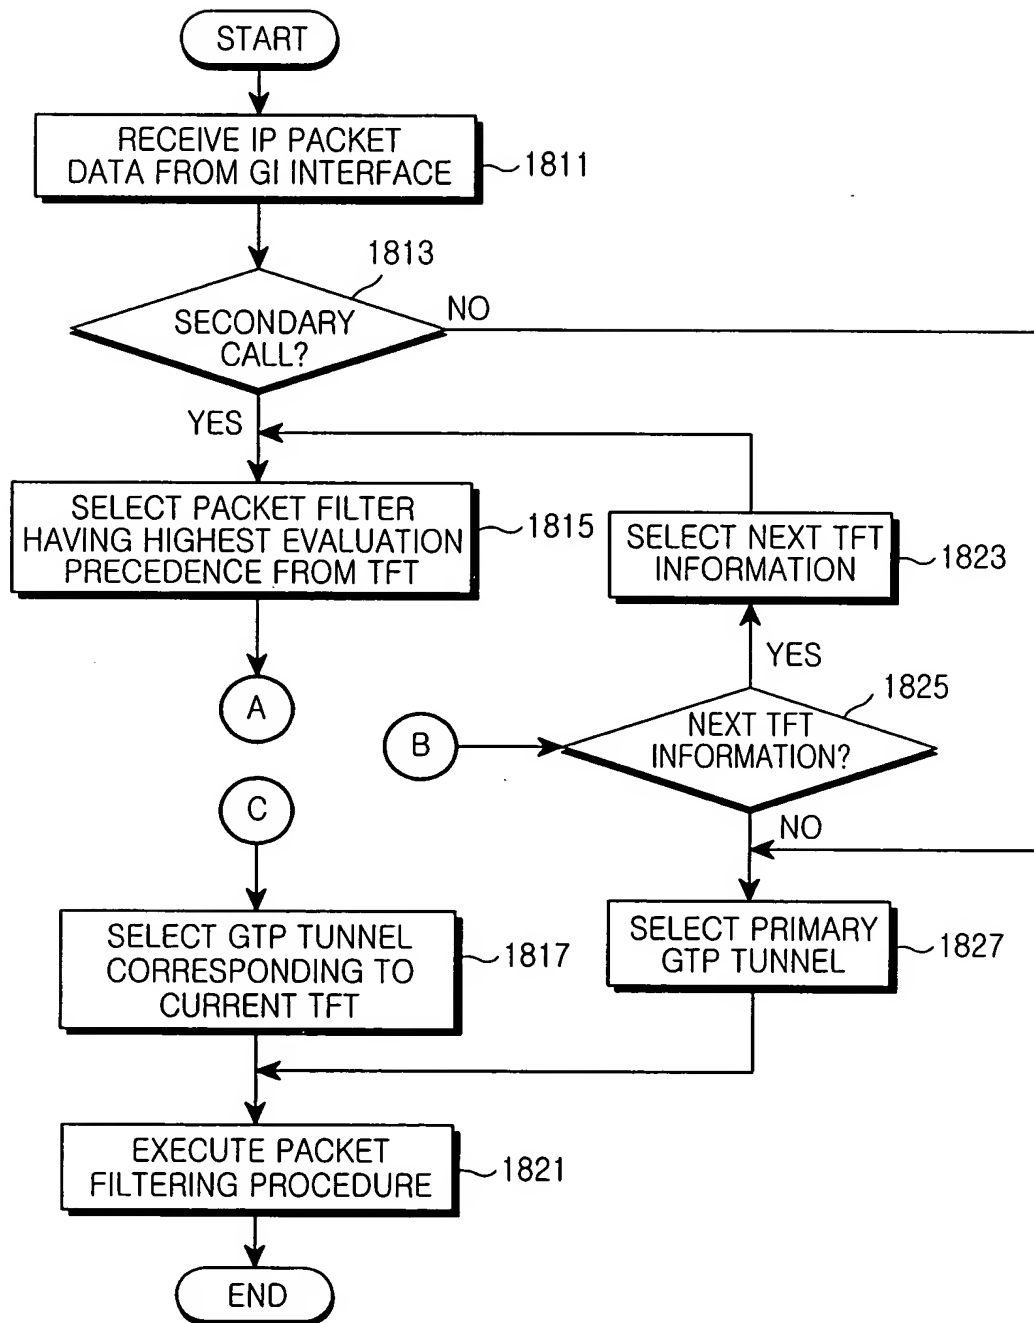 START
RECEIVE IP PACKET
DATA FROM GI INTERFACE
1811
1813
SECONDARY
CALL?
NO
YES
SELECT PACKET FILTER
HAVING HIGHEST EVALUATION
PRECEDENCE FROM TFT
1815
SELECT NEXT TFT
INFORMATION
1823
YES
A
1825
B
NEXT TFT
INFORMATION?
C
NO
SELECT GTP TUNNEL
CORRESPONDING TO
CURRENT TFT
1817
SELECT PRIMARY
GTP TUNNEL
1827
EXECUTE PACKET
FILTERING PROCEDURE
1821
END